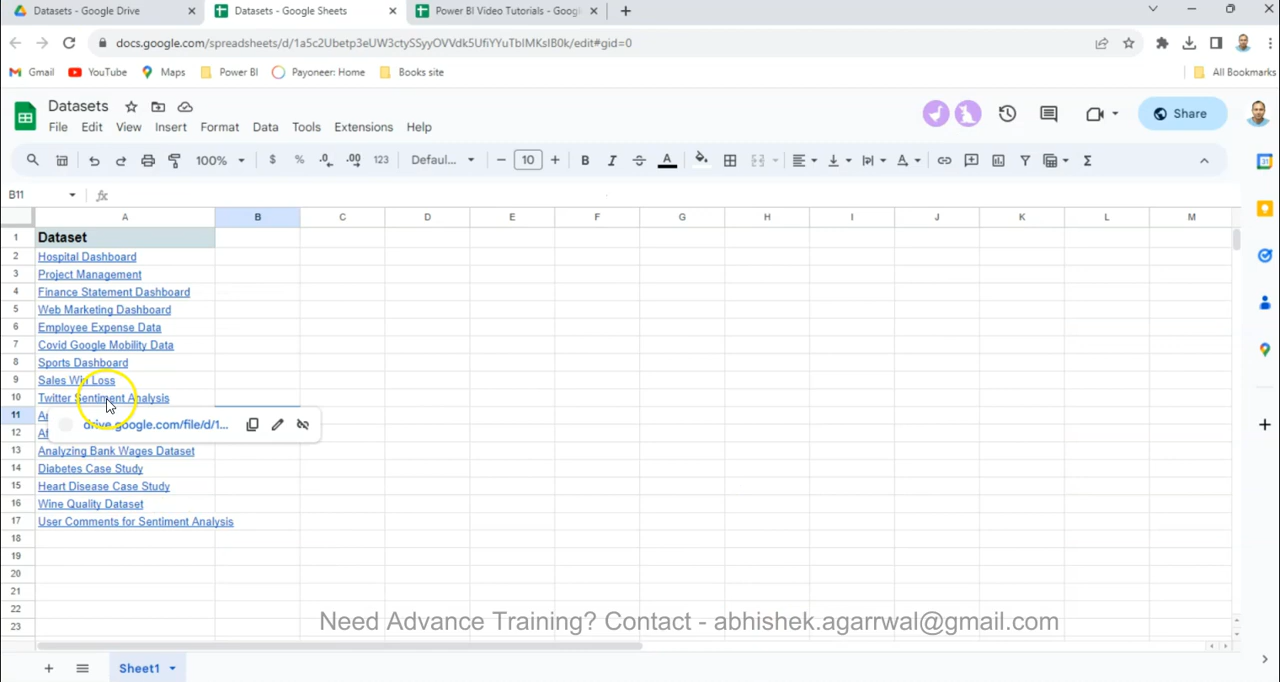 Datasets - Google Drive
Datasets - Google Sheets
Power BI Video Tutorials - Goog
docs.google.com/spreadsheets/d/1a5c2Ubetp3eUW3ctySSyyOVVdk5UfiYYuTbIMKsIB0k/edit#gid=0
Gmail YouTube Maps Power BI Payoneer: Home Books site All Bookmarks
Datasets
Share
File Edit View Insert Format Data Tools Extensions Help
100% $ % .0 .00 123 Defaul... 10 B I A
B11 fx
A B C D E F G H I J K L M
1 Dataset
2 Hospital Dashboard
3 Project Management
4 Finance Statement Dashboard
5 Web Marketing Dashboard
6 Employee Expense Data
7 Covid Google Mobility Data
8 Sports Dashboard
9 Sales Win Loss
10 Twitter Sentiment Analysis
11
drive.google.com/file/d/1...
12
13 Analyzing Bank Wages Dataset
14 Diabetes Case Study
15 Heart Disease Case Study
16 Wine Quality Dataset
17 User Comments for Sentiment Analysis
18
19
20
21
22
Need Advance Training? Contact - abhishek.agarrwal@gmail.com
23
Sheet1